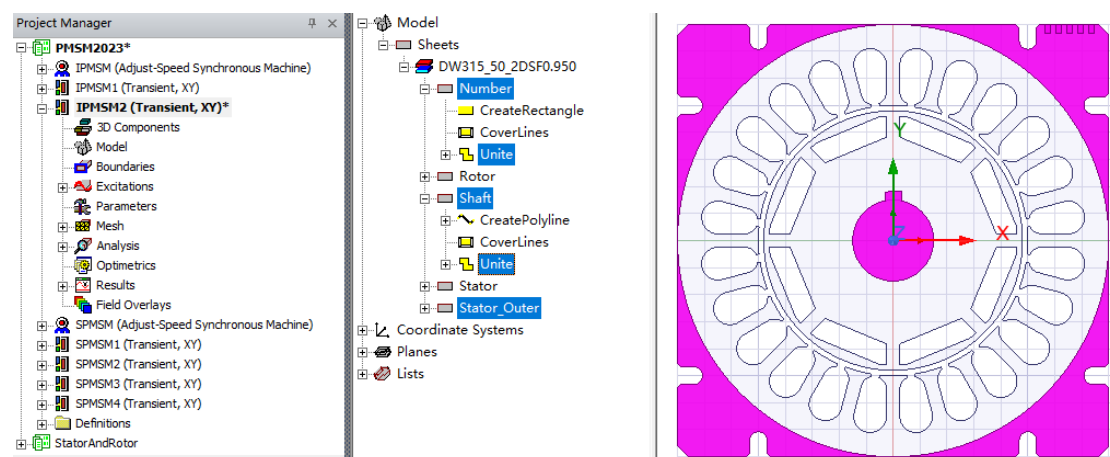 Project Manager
PMSM2023*
IPMSM (Adjust-Speed Synchronous Machine)
IPMSM1 (Transient, XY)
IPMSM2 (Transient, XY)*
3D Components
Model
Boundaries
Excitations
Parameters
Mesh
Analysis
Optimetrics
Results
Field Overlays
SPMSM (Adjust-Speed Synchronous Machine)
SPMSM1 (Transient, XY)
SPMSM2 (Transient, XY)
SPMSM3 (Transient, XY)
SPMSM4 (Transient, XY)
Definitions
StatorAndRotor
Model
Sheets
DW315_50_2DSF0.950
Number
CreateRectangle
CoverLines
Unite
Rotor
Shaft
CreatePolyline
CoverLines
Unite
Stator
Stator_Outer
Coordinate Systems
Planes
Lists
Y
Z
X